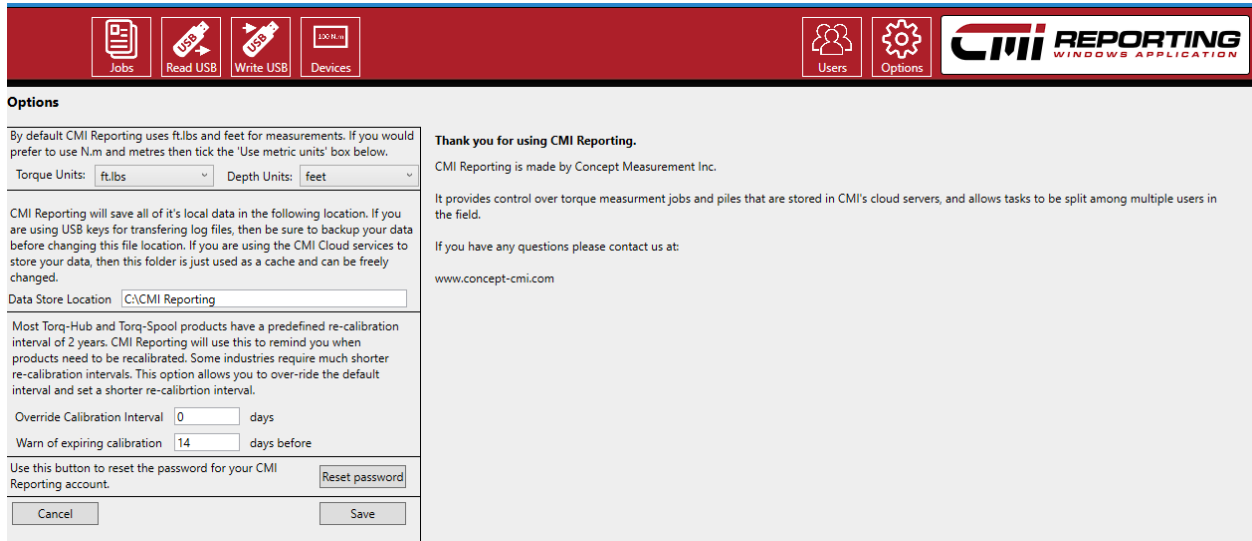 Jobs
USB
Read USB
USB
Write USB
100 N.m
Devices
Users
Options
CMI REPORTING
WINDOWS APPLICATION
Options
By default CMI Reporting uses ft.lbs and feet for measurements. If you would
prefer to use N.m and metres then tick the 'Use metric units' box below.
Torque Units: ft.lbs Depth Units: feet
CMI Reporting will save all of it's local data in the following location. If you
are using USB keys for transfering log files, then be sure to backup your data
before changing this file location. If you are using the CMI Cloud services to
store your data, then this folder is just used as a cache and can be freely
changed.
Data Store Location C:\CMI Reporting
Most Torq-Hub and Torq-Spool products have a predefined re-calibration
interval of 2 years. CMI Reporting will use this to remind you when
products need to be recalibrated. Some industries require much shorter
re-calibration intervals. This option allows you to over-ride the default
interval and set a shorter re-calibrtion interval.
Override Calibration Interval 0 days
Warn of expiring calibration 14 days before
Use this button to reset the password for your CMI
Reporting account.
Reset password
Cancel Save
Thank you for using CMI Reporting.
CMI Reporting is made by Concept Measurement Inc.
It provides control over torque measurment jobs and piles that are stored in CMI's cloud servers, and allows tasks to be split among multiple users in
the field.
If you have any questions please contact us at:
www.concept-cmi.com